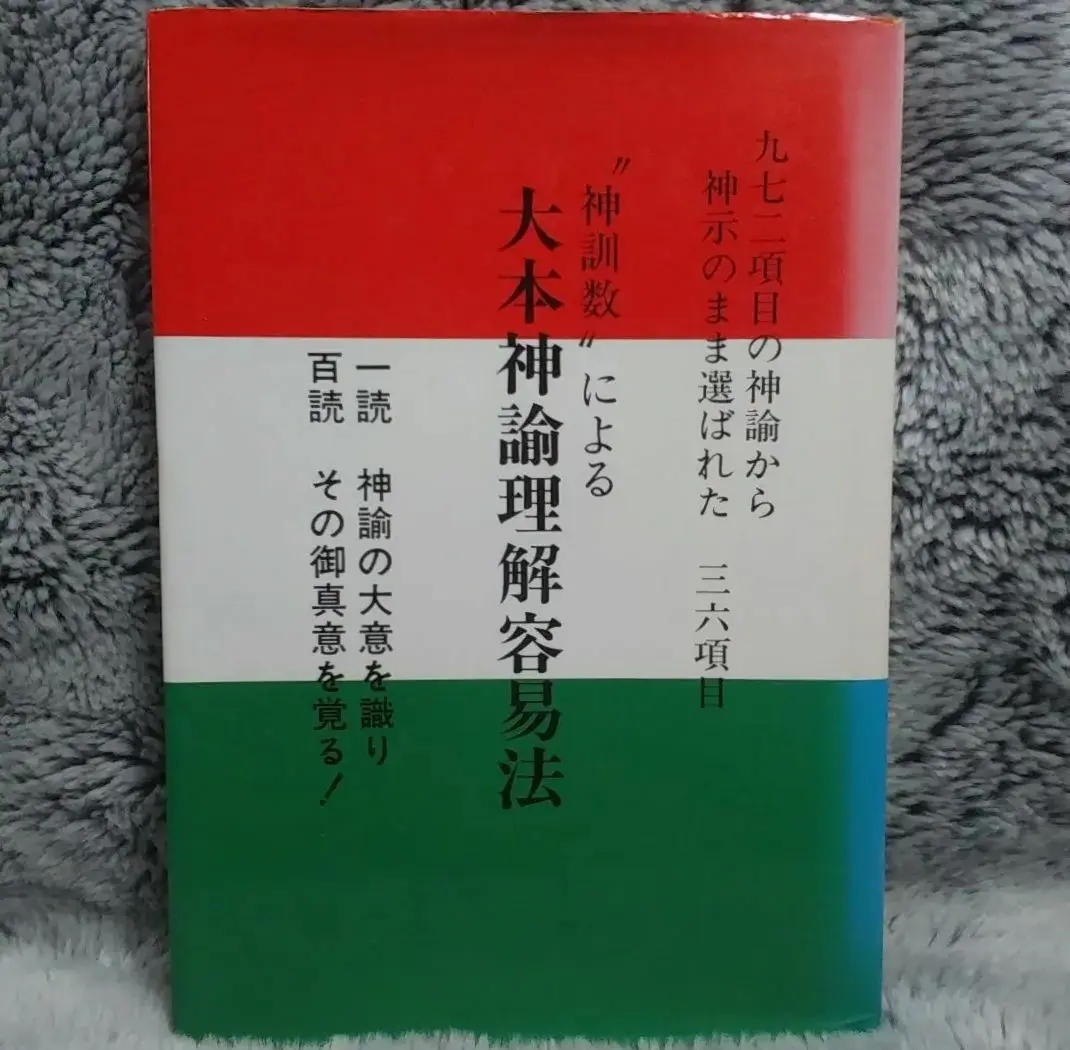 九七二項目の神諭から
神示のまま選ばれた 三六項目
〝神訓数〟による
大本神諭理解容易法
一読 神諭の大意を識り
百読 その御真意を覚る!